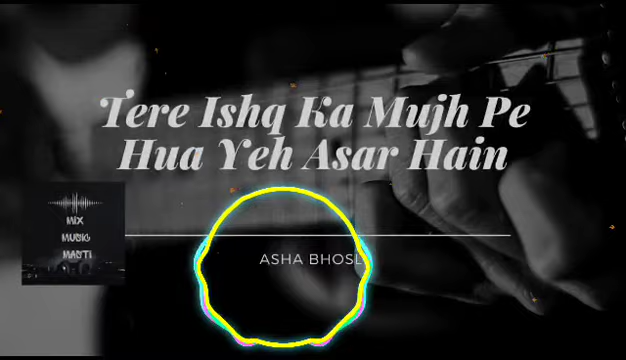 Tere Ishq Ka Mujh Pe
Hua Yeh Asar Hain
MIX
MUSIC
MASTI
ASHA BHOSL